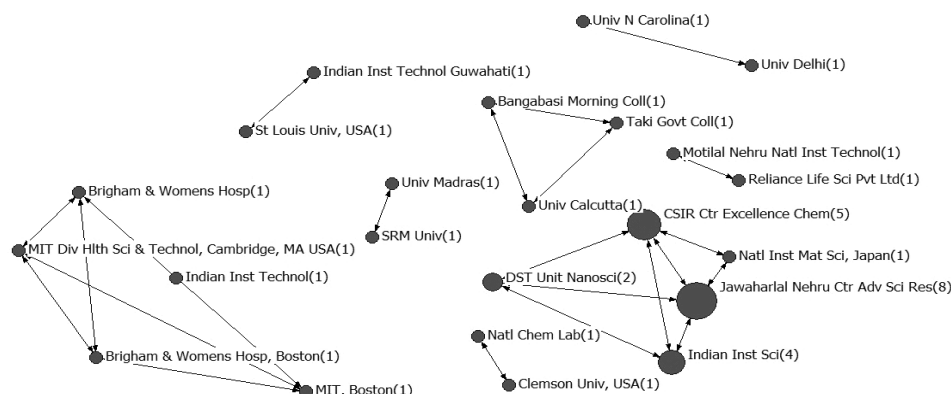 Univ N Carolina(1)
Univ Delhi(1)
Indian Inst Technol Guwahati(1)
St Louis Univ, USA(1)
Bangabasi Morning Coll(1)
Taki Govt Coll(1)
Motilal Nehru Natl Inst Technol(1)
Reliance Life Sci Pvt Ltd(1)
Brigham & Womens Hosp(1)
Univ Madras(1)
Univ Calcutta(1)
CSIR Ctr Excellence Chem(5)
SRM Univ(1)
MIT Div Hlth Sci & Technol, Cambridge, MA USA(1)
Natl Inst Mat Sci, Japan(1)
Indian Inst Technol(1)
DST Unit Nanosci(2)
Jawaharlal Nehru Ctr Adv Sci Res(8)
Natl Chem Lab(1)
Brigham & Womens Hosp, Boston(1)
Indian Inst Sci(4)
Clemson Univ, USA(1)
MIT, Boston(1)